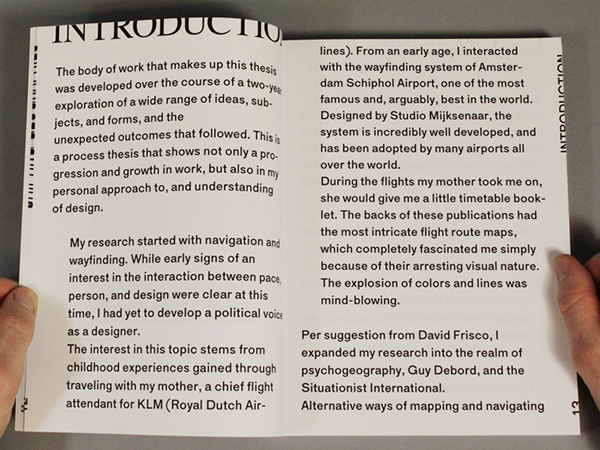 INTRODUCTIO
The body of work that makes up this thesis
was developed over the course of a two-year
exploration of a wide range of ideas, sub-
jects, and forms, and the
unexpected outcomes that followed. This is
a process thesis that shows not only a pro-
gression and growth in work, but also in my
personal approach to, and understanding
of design.
My research started with navigation and
wayfinding. While early signs of an
interest in the interaction between pace,
person, and design were clear at this
time, I had yet to develop a political voice
as a designer.
The interest in this topic stems from
childhood experiences gained through
traveling with my mother, a chief flight
attendant for KLM (Royal Dutch Air-
lines). From an early age, I interacted
with the wayfinding system of Amster-
dam Schiphol Airport, one of the most
famous and, arguably, best in the world.
Designed by Studio Mijksenaar, the
system is incredibly well developed, and
has been adopted by many airports all
over the world.
During the flights my mother took me on,
she would give me a little timetable book-
let. The backs of these publications had
the most intricate flight route maps,
which completely fascinated me simply
because of their arresting visual nature.
The explosion of colors and lines was
mind-blowing.
Per suggestion from David Frisco, I
expanded my research into the realm of
psychogeography, Guy Debord, and the
Situationist International.
Alternative ways of mapping and navigating
INTRODUCTION
13